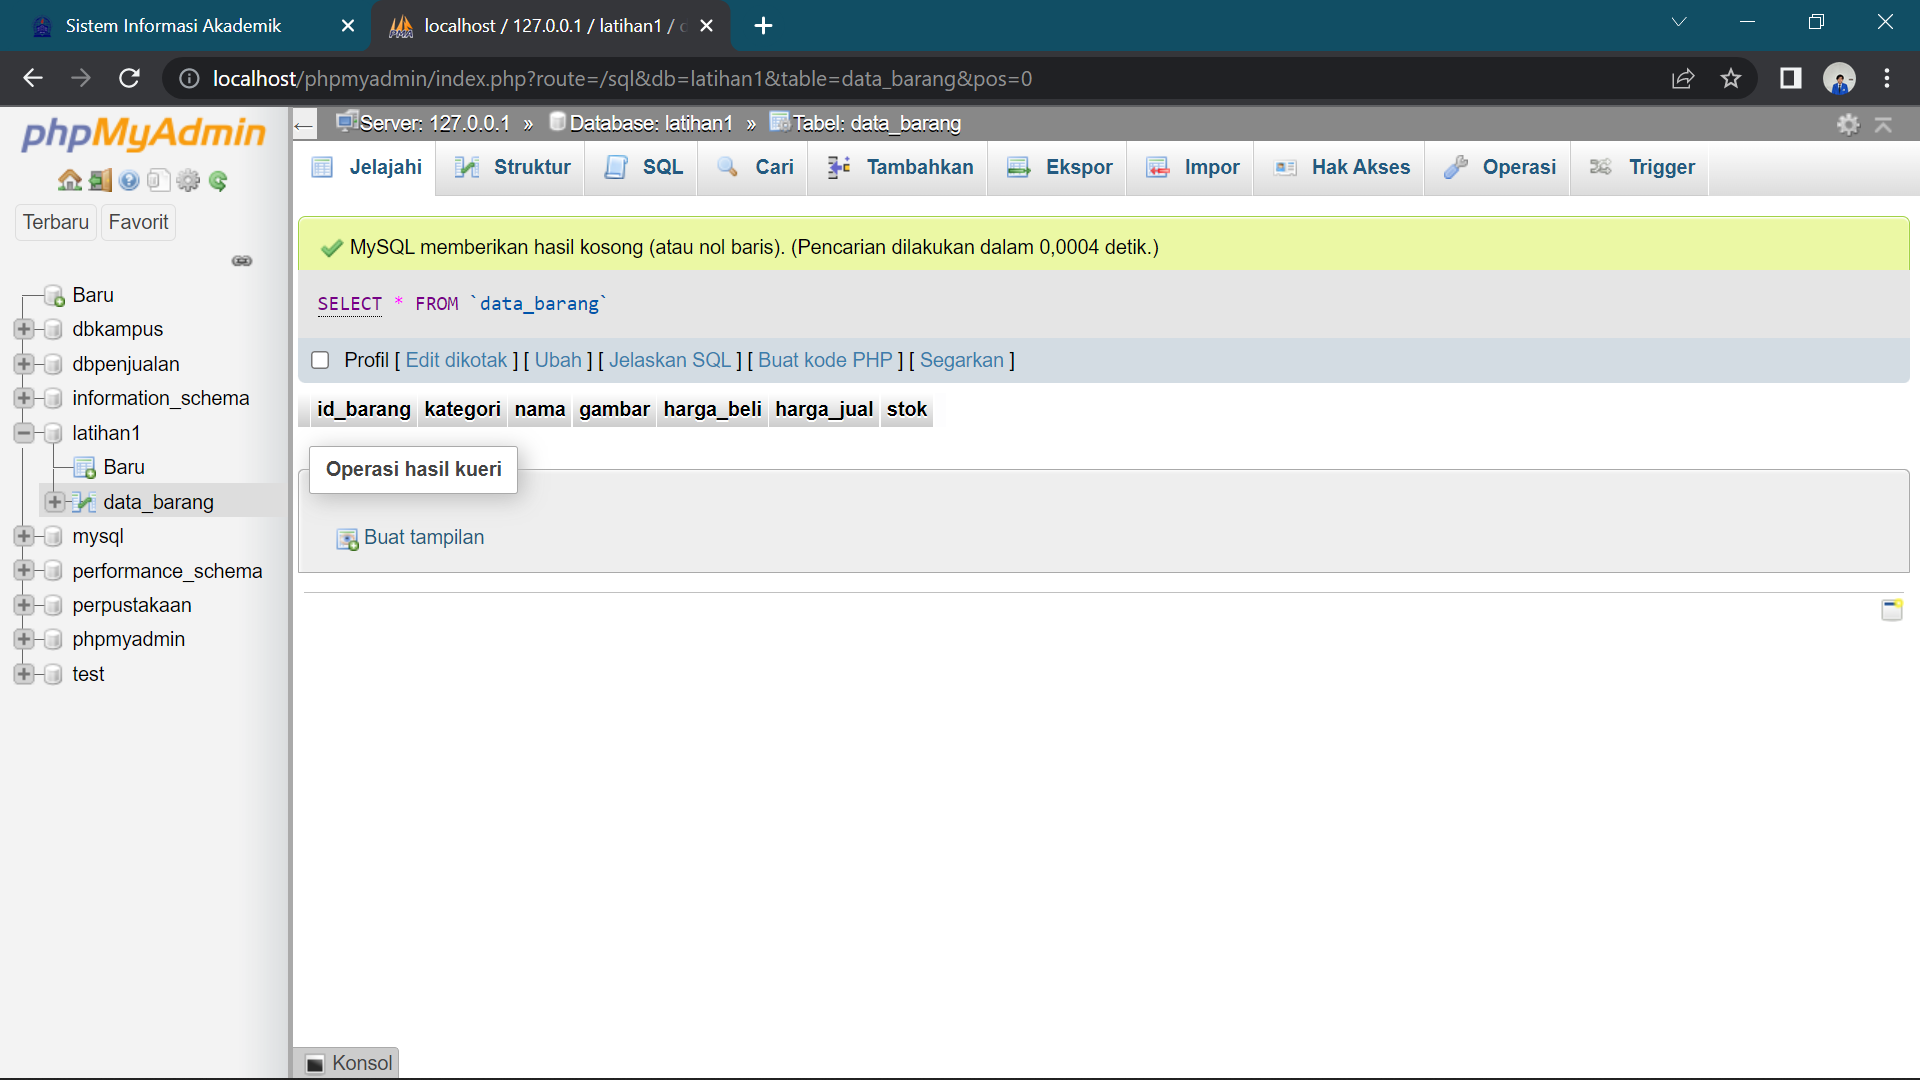 Sistem Informasi Akademik
localhost / 127.0.0.1 / latihan1 /
localhost/phpmyadmin/index.php?route=/sql&db=latihan1&table=data_barang&pos=0
phpMyAdmin
Terbaru Favorit
Baru
dbkampus
dbpenjualan
information_schema
latihan1
Baru
data_barang
mysql
performance_schema
perpustakaan
phpmyadmin
test
Server: 127.0.0.1 » Database: latihan1 » Tabel: data_barang
Jelajahi Struktur SQL Cari Tambahkan Ekspor Impor Hak Akses Operasi Trigger
MySQL memberikan hasil kosong (atau nol baris). (Pencarian dilakukan dalam 0,0004 detik.)
SELECT * FROM `data_barang`
Profil [ Edit dikotak ] [ Ubah ] [ Jelaskan SQL ] [ Buat kode PHP ] [ Segarkan ]
id_barang kategori nama gambar harga_beli harga_jual stok
Operasi hasil kueri
Buat tampilan
Konsol